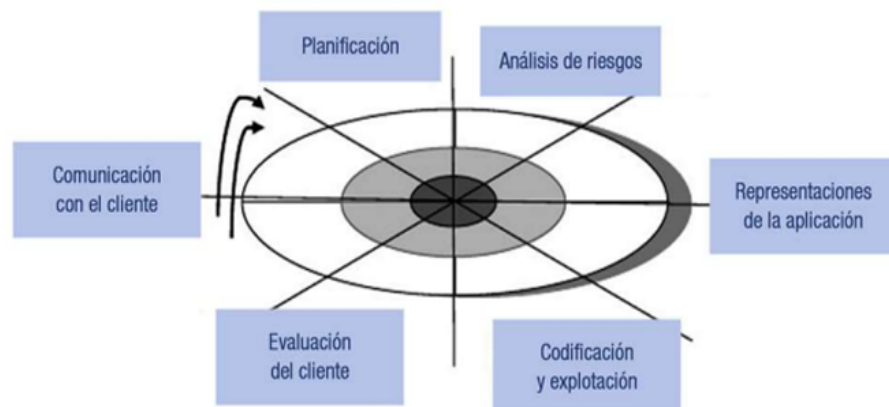 Planificación
Análisis de riesgos
Comunicación
con el cliente
Representaciones
de la aplicación
Evaluación
del cliente
Codificación
y explotación